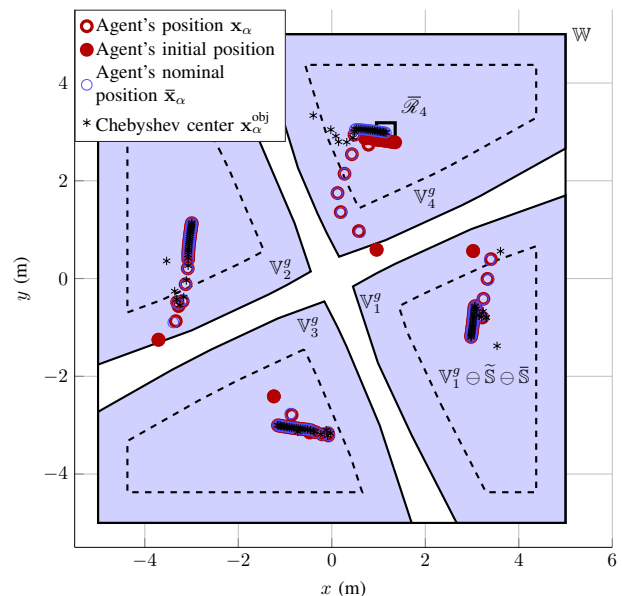 Agent's position 𝐱_α
Agent's initial position
Agent's nominal
position 𝐱̄_α
Chebyshev center 𝐱_α^obj
𝕎
ℛ̄_4
𝕍_4^g
𝕍_2^g
𝕍_1^g
𝕍_3^g
𝕍_1^g ⊖ 𝕊̃ ⊖ 𝕊̄
4
2
0
−2
−4
y (m)
−4 −2 0 2 4 6
x (m)